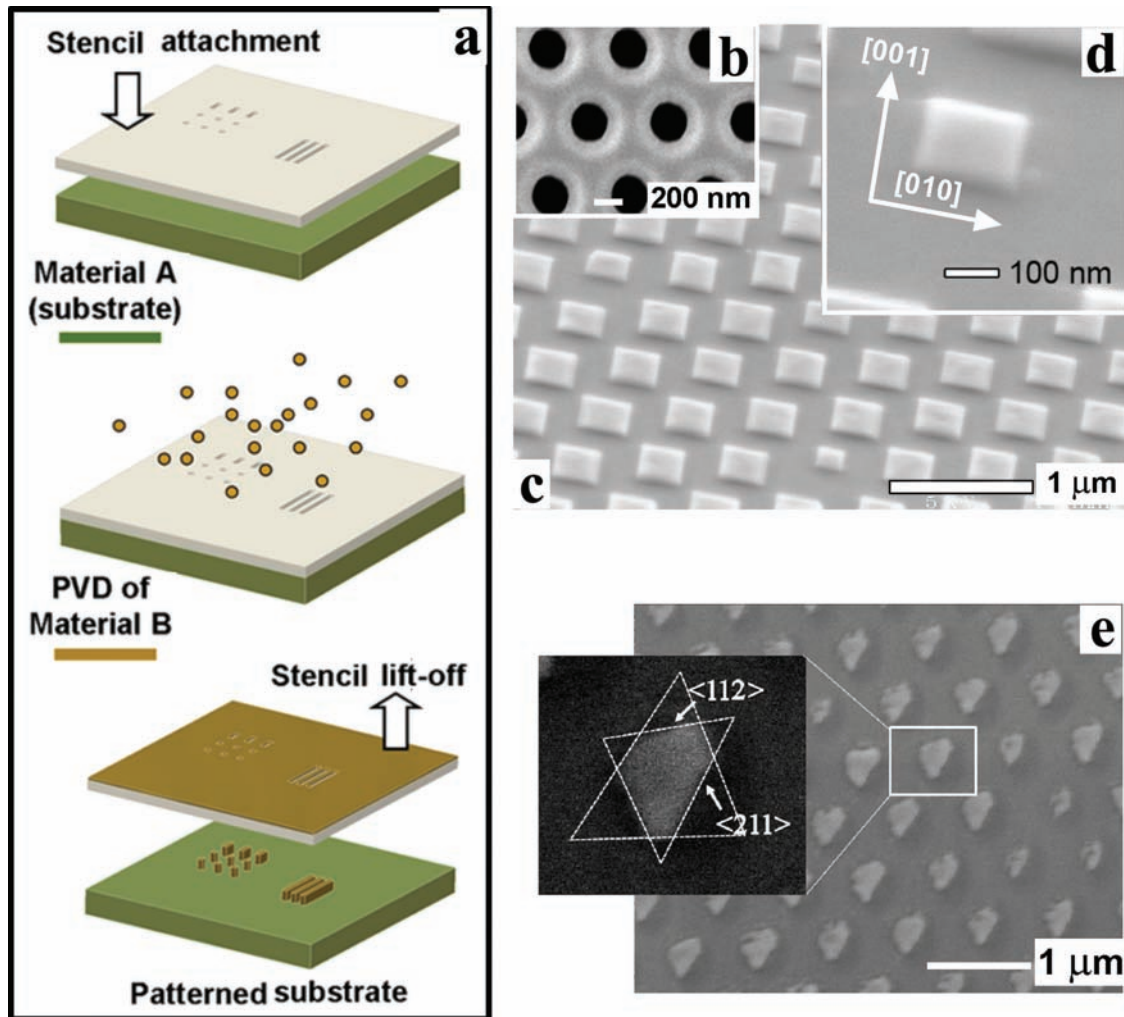 a
Stencil attachment
Material A
(substrate)
PVD of
Material B
Stencil lift-off
Patterned substrate
b
200 nm
c
1 μm
d
[001]
[010]
100 nm
e
<112>
<211>
1 μm